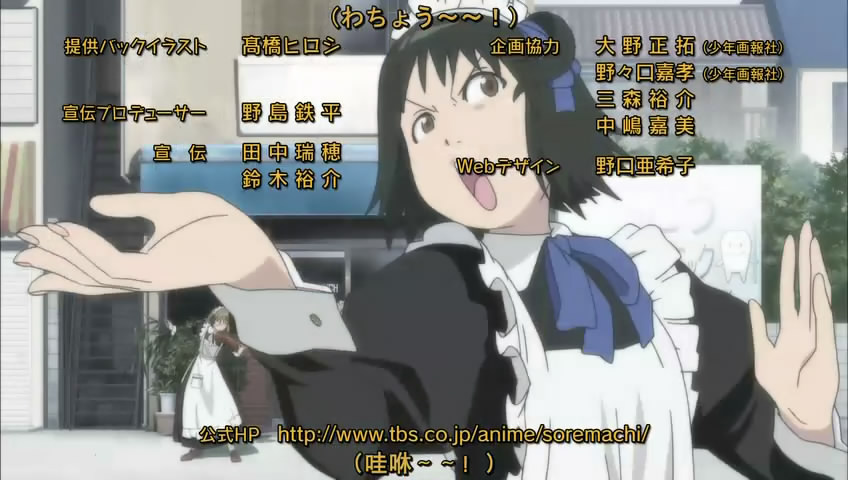 （わちょう～～！）
提供バックイラスト　髙橋ヒロシ
宣伝プロデューサー　野島鉄平
宣伝　田中瑞穂
鈴木裕介
企画協力　大野正拓（少年画報社）
野々口嘉孝（少年画報社）
三森裕介
中嶋嘉美
Webデザイン　野口亜希子
公式HP　http://www.tbs.co.jp/anime/soremachi/
（哇咻～～！）